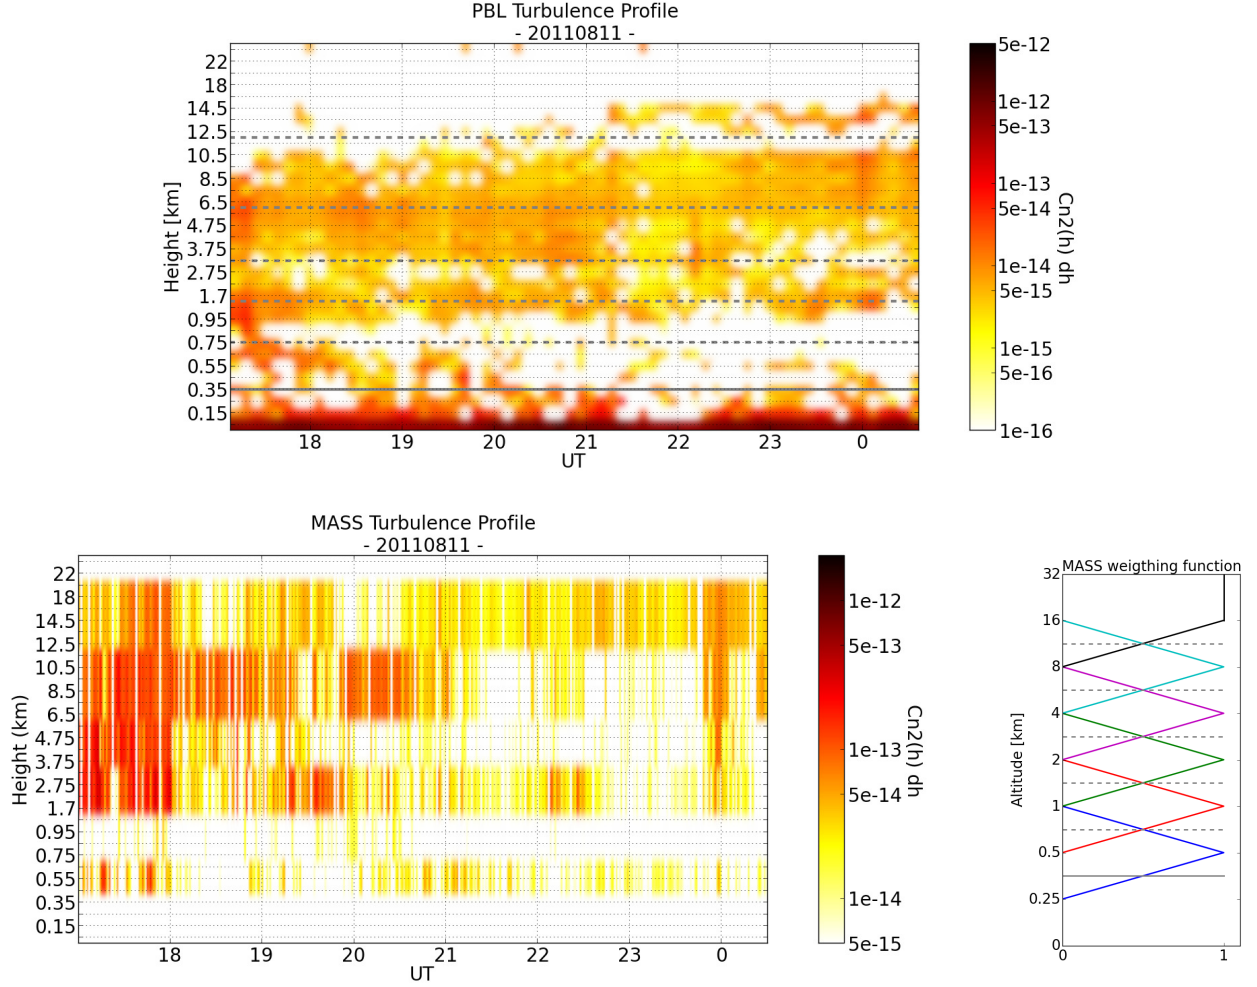 PBL Turbulence Profile
- 20110811 -
Height [km]
22
18
14.5
12.5
10.5
8.5
6.5
4.75
3.75
2.75
1.7
0.95
0.75
0.55
0.35
0.15
18 19 20 21 22 23 0
UT
5e-12
1e-12
5e-13
1e-13
5e-14
1e-14
5e-15
1e-15
5e-16
1e-16
Cn2(h) dh
MASS Turbulence Profile
- 20110811 -
Height (km)
22
18
14.5
12.5
10.5
8.5
6.5
4.75
3.75
2.75
1.7
0.95
0.75
0.55
0.35
0.15
18 19 20 21 22 23 0
UT
1e-12
5e-13
1e-13
5e-14
1e-14
5e-15
Cn2(h) dh
MASS weigthing function
Altitude [km]
32
16
8
4
2
1
0.5
0.25
0
0 1